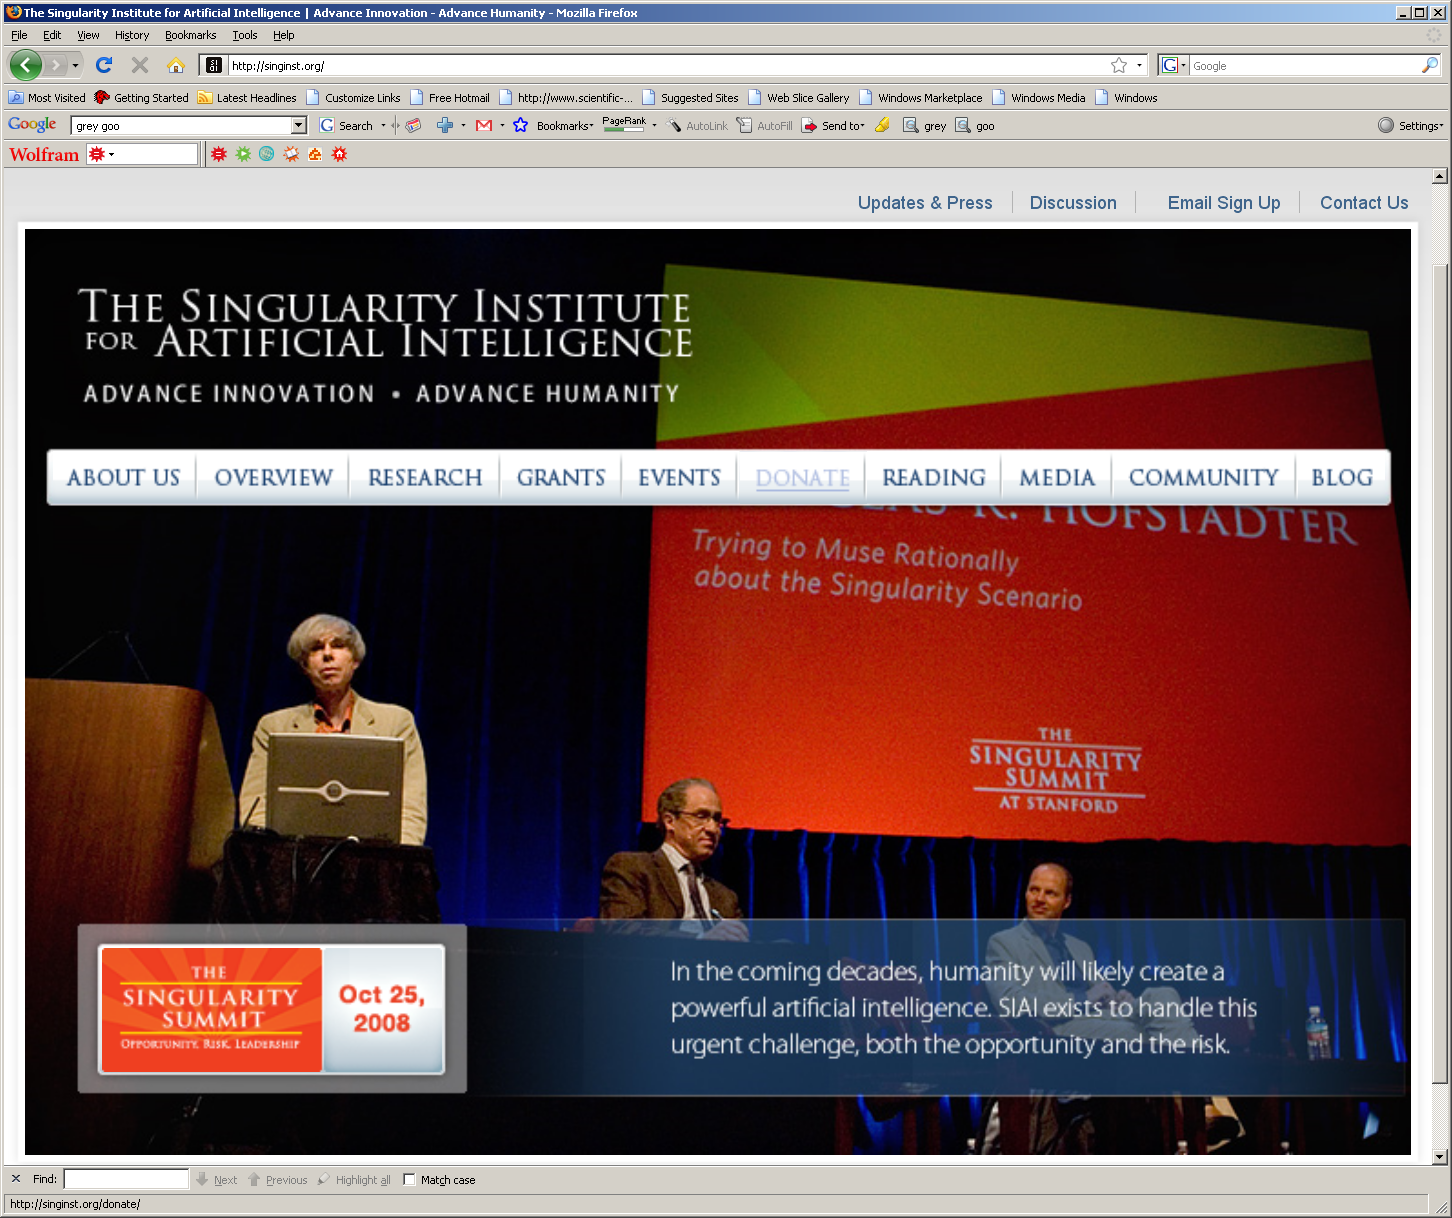 The Singularity Institute for Artificial Intelligence | Advance Innovation - Advance Humanity - Mozilla Firefox
File Edit View History Bookmarks Tools Help
http://singinst.org/
Google
Most Visited Getting Started Latest Headlines Customize Links Free Hotmail http://www.scientific-... Suggested Sites Web Slice Gallery Windows Marketplace Windows Media Windows
Google grey goo Search Bookmarks PageRank AutoLink AutoFill Send to grey goo Settings
Wolfram
Updates & Press Discussion Email Sign Up Contact Us
THE SINGULARITY INSTITUTE
FOR ARTIFICIAL INTELLIGENCE
ADVANCE INNOVATION • ADVANCE HUMANITY
ABOUT US OVERVIEW RESEARCH GRANTS EVENTS DONATE READING MEDIA COMMUNITY BLOG
R. HOFSTADTER
Trying to Muse Rationally
about the Singularity Scenario
THE
SINGULARITY
SUMMIT
AT STANFORD
THE
SINGULARITY
SUMMIT
OPPORTUNITY, RISK, LEADERSHIP
Oct 25,
2008
In the coming decades, humanity will likely create a
powerful artificial intelligence. SIAI exists to handle this
urgent challenge, both the opportunity and the risk.
Find: Next Previous Highlight all Match case
http://singinst.org/donate/